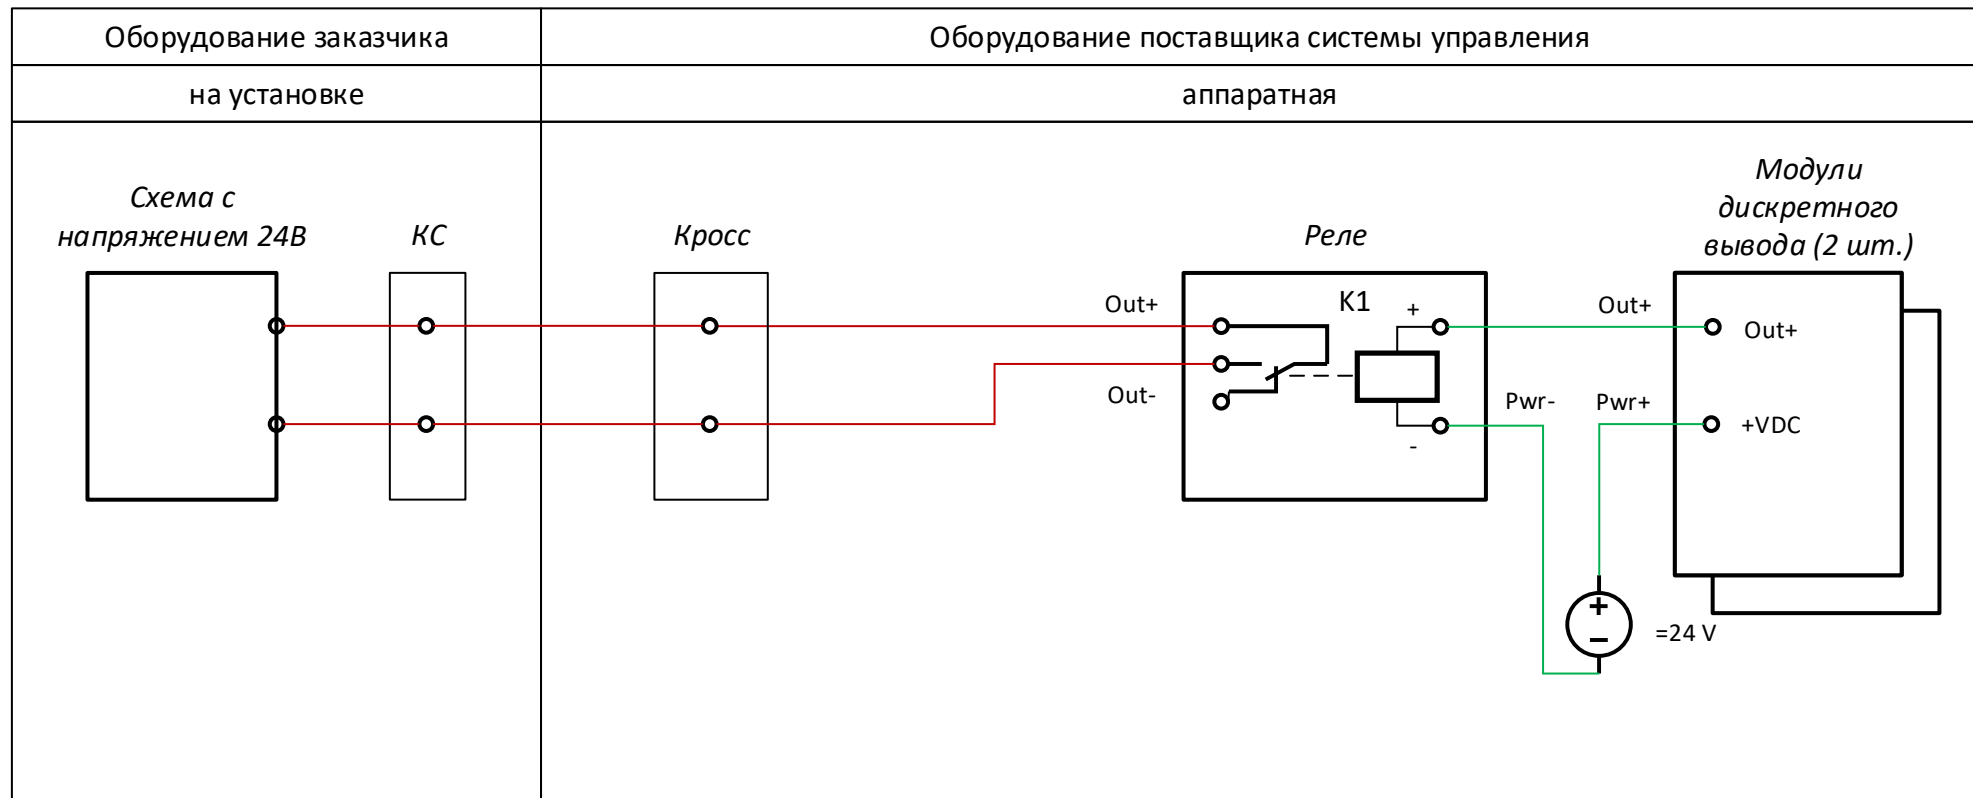 Оборудование заказчика
Оборудование поставщика системы управления
на установке
аппаратная
Схема с
напряжением 24В
КС
Кросс
Реле
Модули
дискретного
вывода (2 шт.)
Out+
K1
+
Out+
Out+
Out-
Pwr-
Pwr+
+VDC
-
=24 V